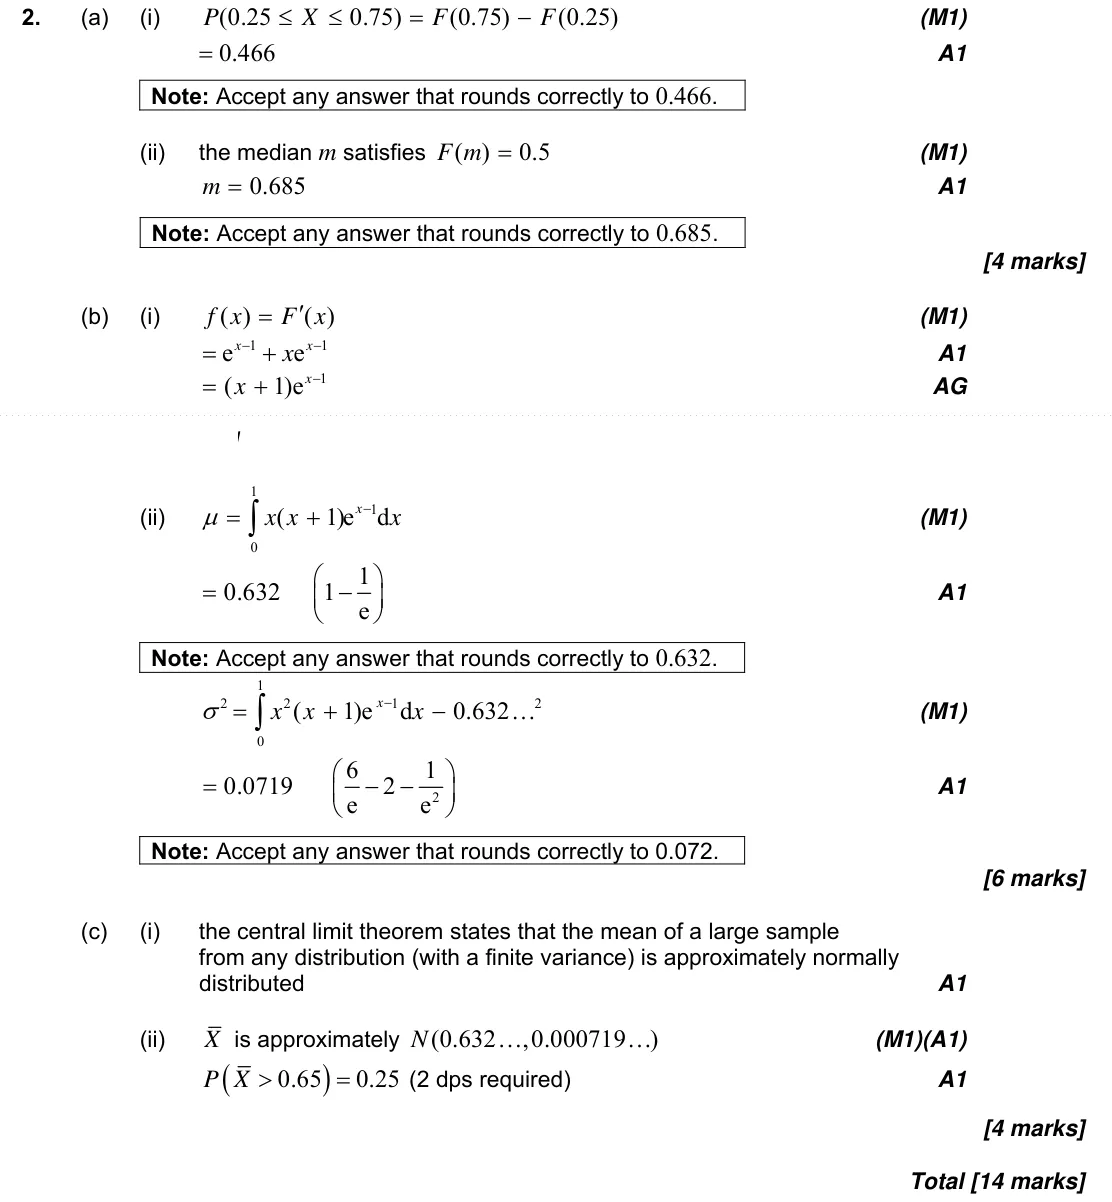 2. (a) (i) P(0.25 ≤ X ≤ 0.75) = F(0.75) − F(0.25) (M1)
= 0.466 A1
Note: Accept any answer that rounds correctly to 0.466.
(ii) the median m satisfies F(m) = 0.5 (M1)
m = 0.685 A1
Note: Accept any answer that rounds correctly to 0.685.
[4 marks]
(b) (i) f(x) = F′(x) (M1)
= e^{x−1} + xe^{x−1} A1
= (x + 1)e^{x−1} AG
(ii) μ = ∫_0^1 x(x + 1)e^{x−1}dx (M1)
= 0.632 (1 − 1/e) A1
Note: Accept any answer that rounds correctly to 0.632.
σ² = ∫_0^1 x²(x + 1)e^{x−1}dx − 0.632…² (M1)
= 0.0719 (6/e − 2 − 1/e²) A1
Note: Accept any answer that rounds correctly to 0.072.
[6 marks]
(c) (i) the central limit theorem states that the mean of a large sample
from any distribution (with a finite variance) is approximately normally
distributed A1
(ii) X̅ is approximately N(0.632…,0.000719…) (M1)(A1)
P(X̅ > 0.65) = 0.25 (2 dps required) A1
[4 marks]
Total [14 marks]